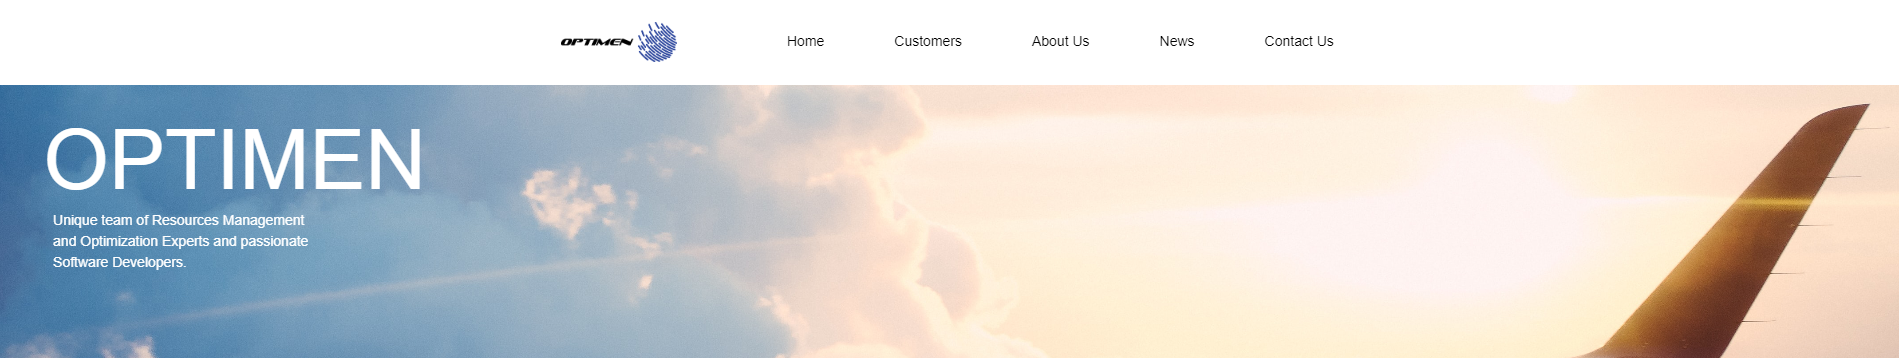 OPTIMEN
Home Customers About Us News Contact Us
OPTIMEN
Unique team of Resources Management
and Optimization Experts and passionate
Software Developers.